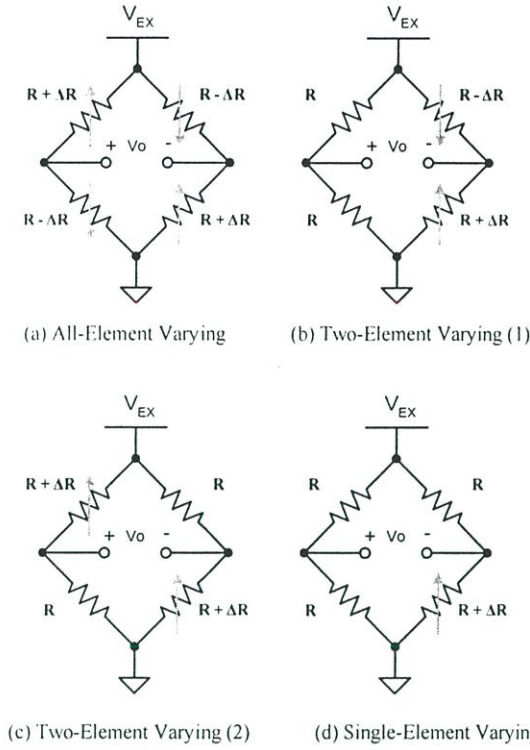 V_EX V_EX
R + ΔR R - ΔR R R - ΔR
+ Vo - + Vo -
R - ΔR R + ΔR R R + ΔR
(a) All-Element Varying (b) Two-Element Varying (1)
V_EX V_EX
R + ΔR R R R
+ Vo - + Vo -
R R + ΔR R R + ΔR
(c) Two-Element Varying (2) (d) Single-Element Varyin